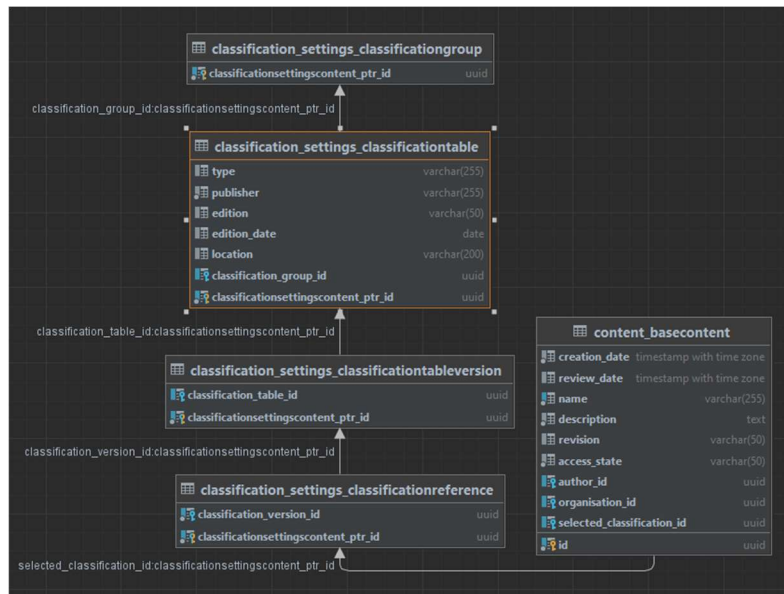 classification_settings_classificationgroup
classificationsettingscontent_ptr_id uuid
classification_group_id:classificationsettingscontent_ptr_id
classification_settings_classificationtable
type varchar(255)
publisher varchar(255)
edition varchar(50)
edition_date date
location varchar(200)
classification_group_id uuid
classificationsettingscontent_ptr_id uuid
classification_table_id:classificationsettingscontent_ptr_id
classification_settings_classificationtableversion
classification_table_id uuid
classificationsettingscontent_ptr_id uuid
classification_version_id:classificationsettingscontent_ptr_id
classification_settings_classificationreference
classification_version_id uuid
classificationsettingscontent_ptr_id uuid
selected_classification_id:classificationsettingscontent_ptr_id
content_basecontent
creation_date timestamp with time zone
review_date timestamp with time zone
name varchar(255)
description text
revision varchar(50)
access_state varchar(50)
author_id uuid
organisation_id uuid
selected_classification_id uuid
id uuid